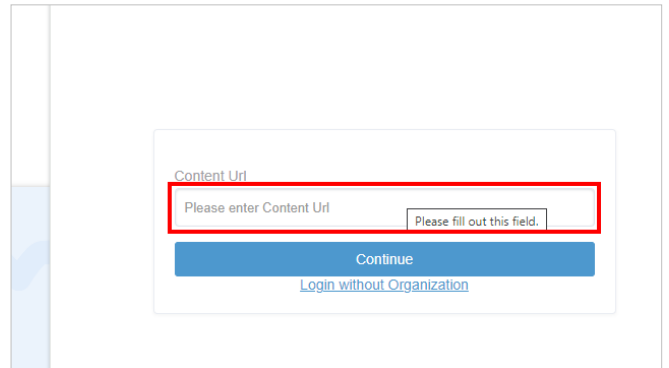 Content Url
Please enter Content Url
Please fill out this field.
Continue
Login without Organization